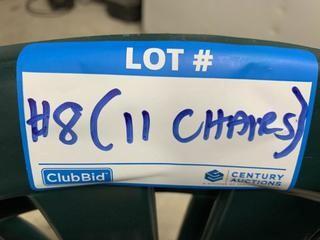 LOT #
#8 (11 CHAIRS)
ClubBid
CENTURY
AUCTIONS